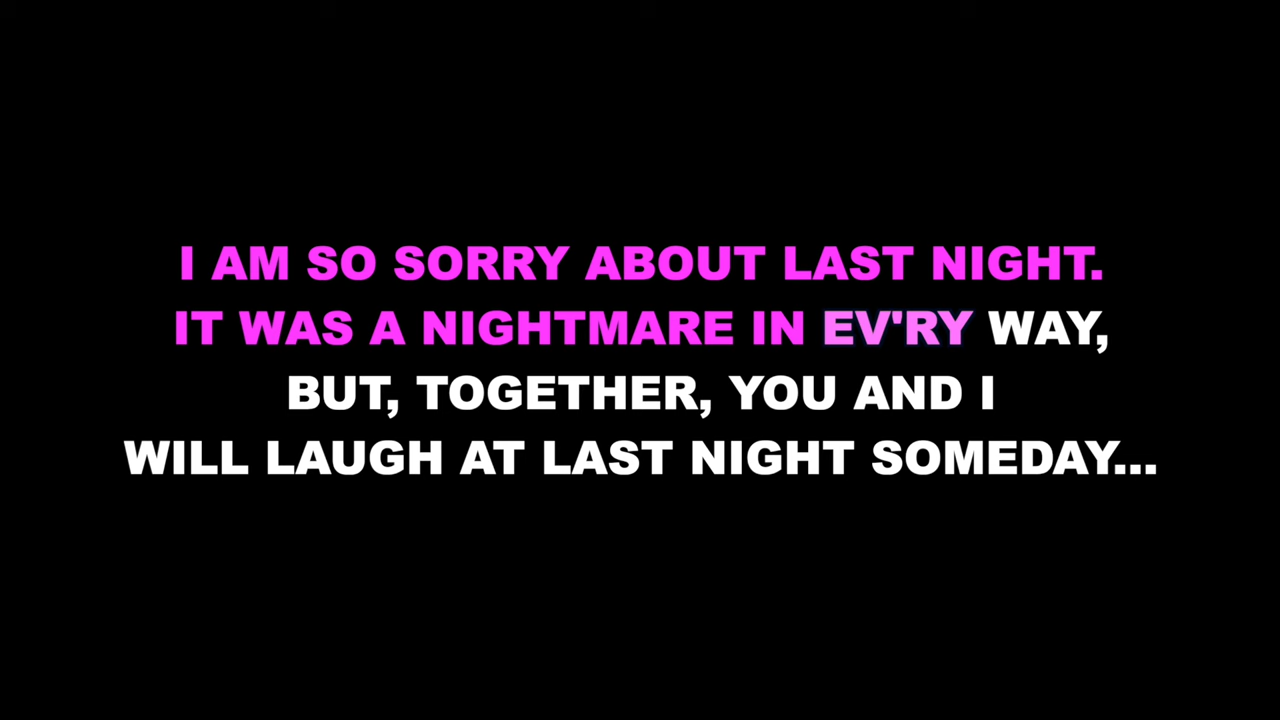 I AM SO SORRY ABOUT LAST NIGHT.
IT WAS A NIGHTMARE IN EV'RY WAY,
BUT, TOGETHER, YOU AND I
WILL LAUGH AT LAST NIGHT SOMEDAY...